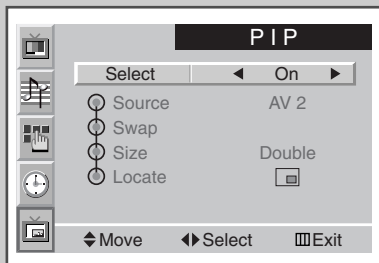 PIP
Select ◀ On ▶
Source AV 2
Swap
Size Double
Locate
Move Select Exit